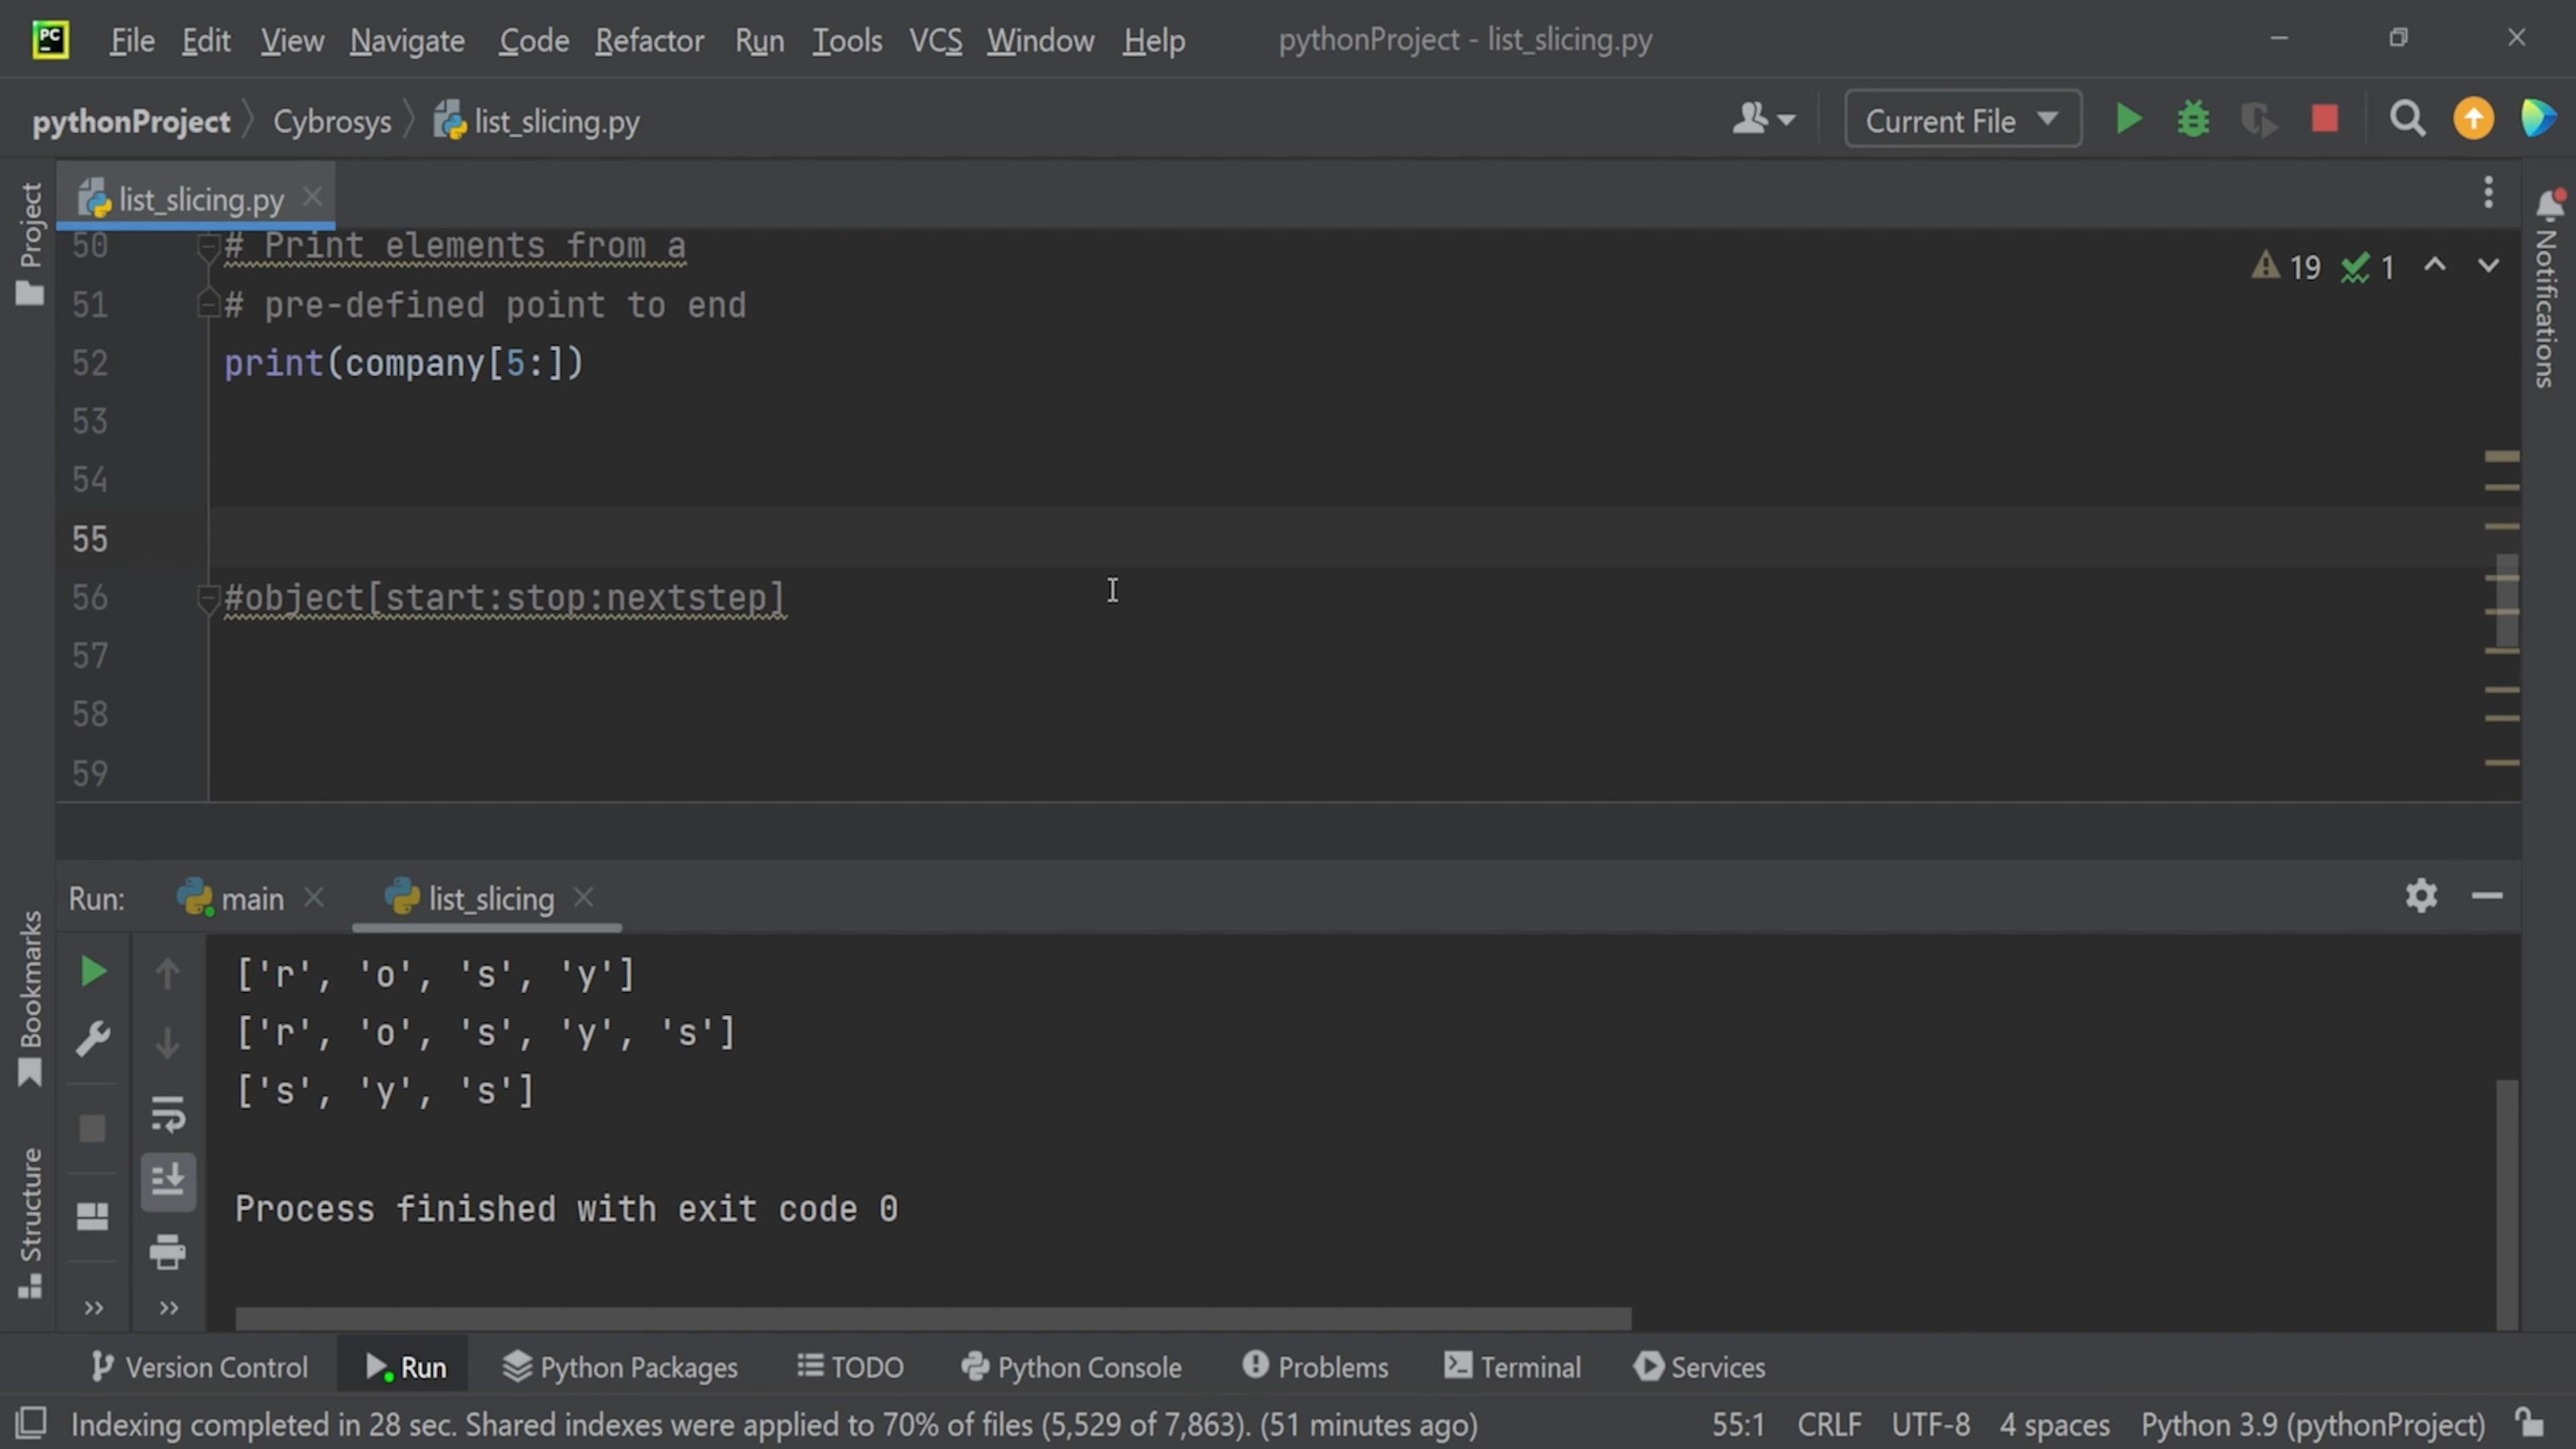 PC File Edit View Navigate Code Refactor Run Tools VCS Window Help pythonProject - list_slicing.py
pythonProject Cybrosys list_slicing.py Current File
Project
list_slicing.py
Notifications
50 # Print elements from a
19 1
51 # pre-defined point to end
52 print(company[5:])
53
54
55
56 #object[start:stop:nextstep]
57
58
59
Run: main list_slicing
Bookmarks
Structure
['r', 'o', 's', 'y']
['r', 'o', 's', 'y', 's']
['s', 'y', 's']
Process finished with exit code 0
Version Control Run Python Packages TODO Python Console Problems Terminal Services
Indexing completed in 28 sec. Shared indexes were applied to 70% of files (5,529 of 7,863). (51 minutes ago) 55:1 CRLF UTF-8 4 spaces Python 3.9 (pythonProject)